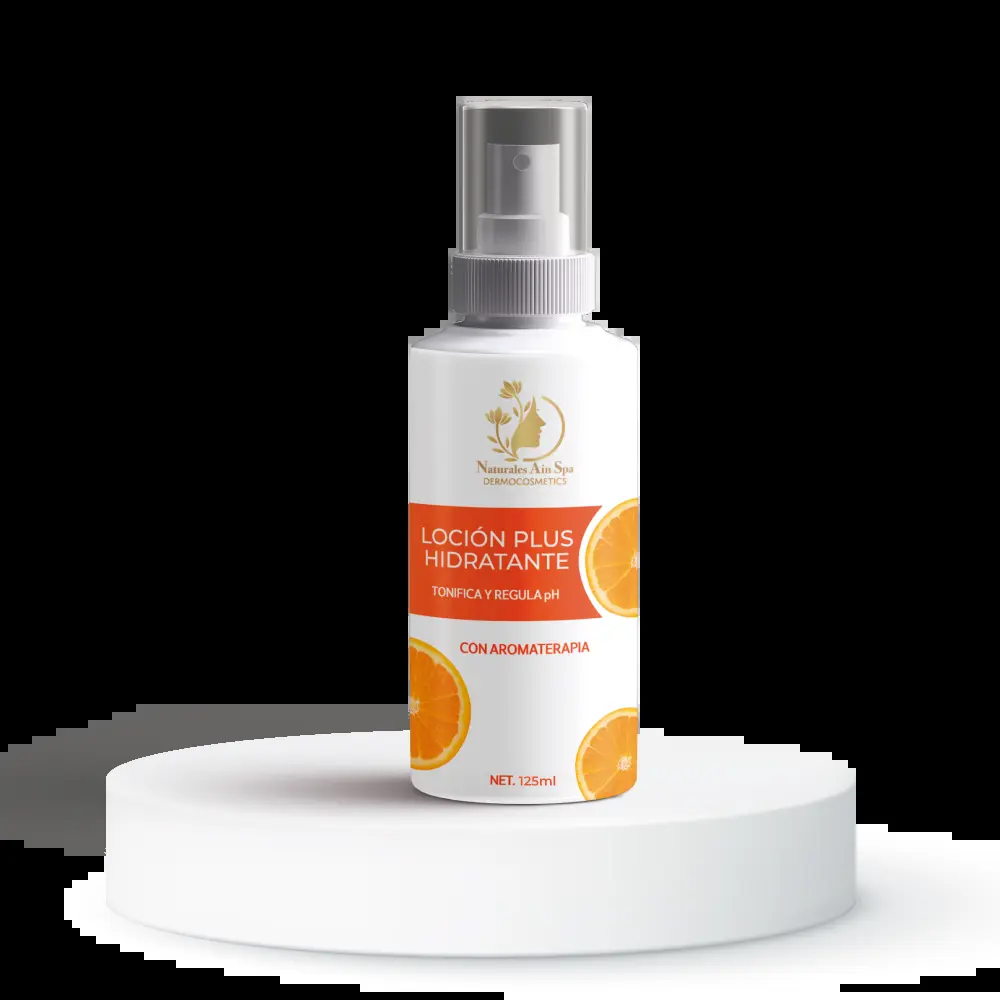 Naturales Ain Spa
DERMOCOSMETICS
LOCIÓN PLUS
HIDRATANTE
TONIFICA Y REGULA pH
CON AROMATERAPIA
NET. 125ml